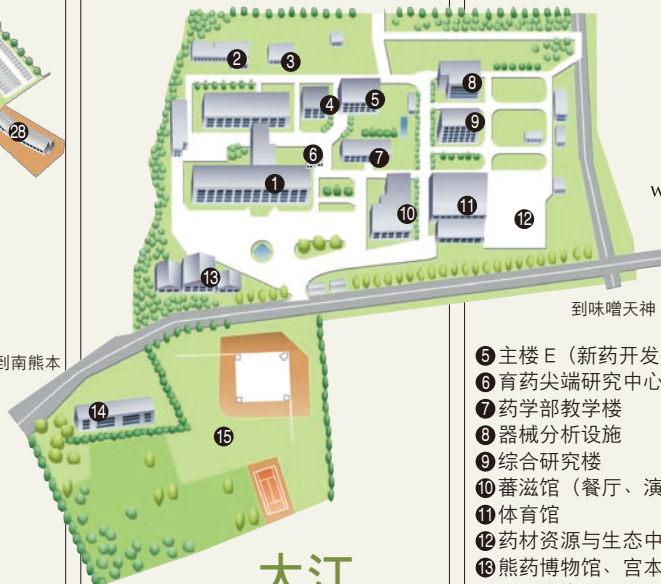 28
2
3
4
5
8
9
6
7
1
10
11
12
13
到味噌天神
到南熊本
14
15
大江
❺主楼E（新药开发
❻育药尖端研究中心
❼药学部教学楼
❽器械分析设施
❾综合研究楼
❿蕃滋馆（餐厅、演
⓫体育馆
⓬药材资源与生态中
⓭熊药博物馆、宫本